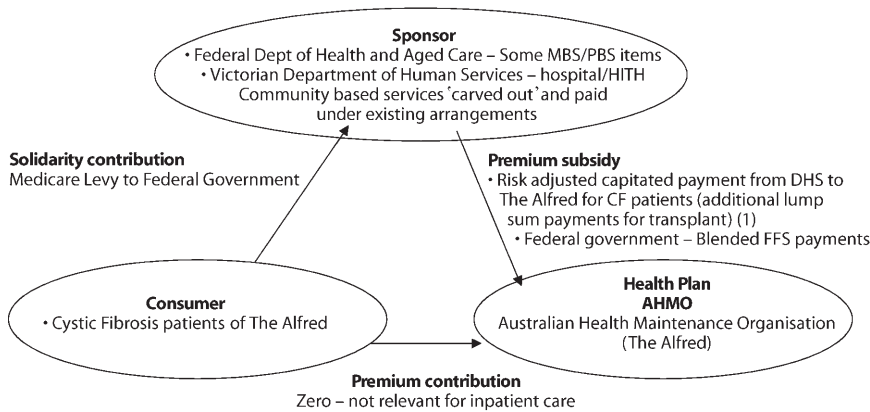 Sponsor
• Federal Dept of Health and Aged Care – Some MBS/PBS items
• Victorian Department of Human Services – hospital/HITH
Community based services ‛carved out’ and paid
under existing arrangements
Solidarity contribution
Medicare Levy to Federal Government
Premium subsidy
• Risk adjusted capitated payment from DHS to
The Alfred for CF patients (additional lump
sum payments for transplant) (1)
• Federal government – Blended FFS payments
Consumer
• Cystic Fibrosis patients of The Alfred
Health Plan
AHMO
Australian Health Maintenance Organisation
(The Alfred)
Premium contribution
Zero – not relevant for inpatient care